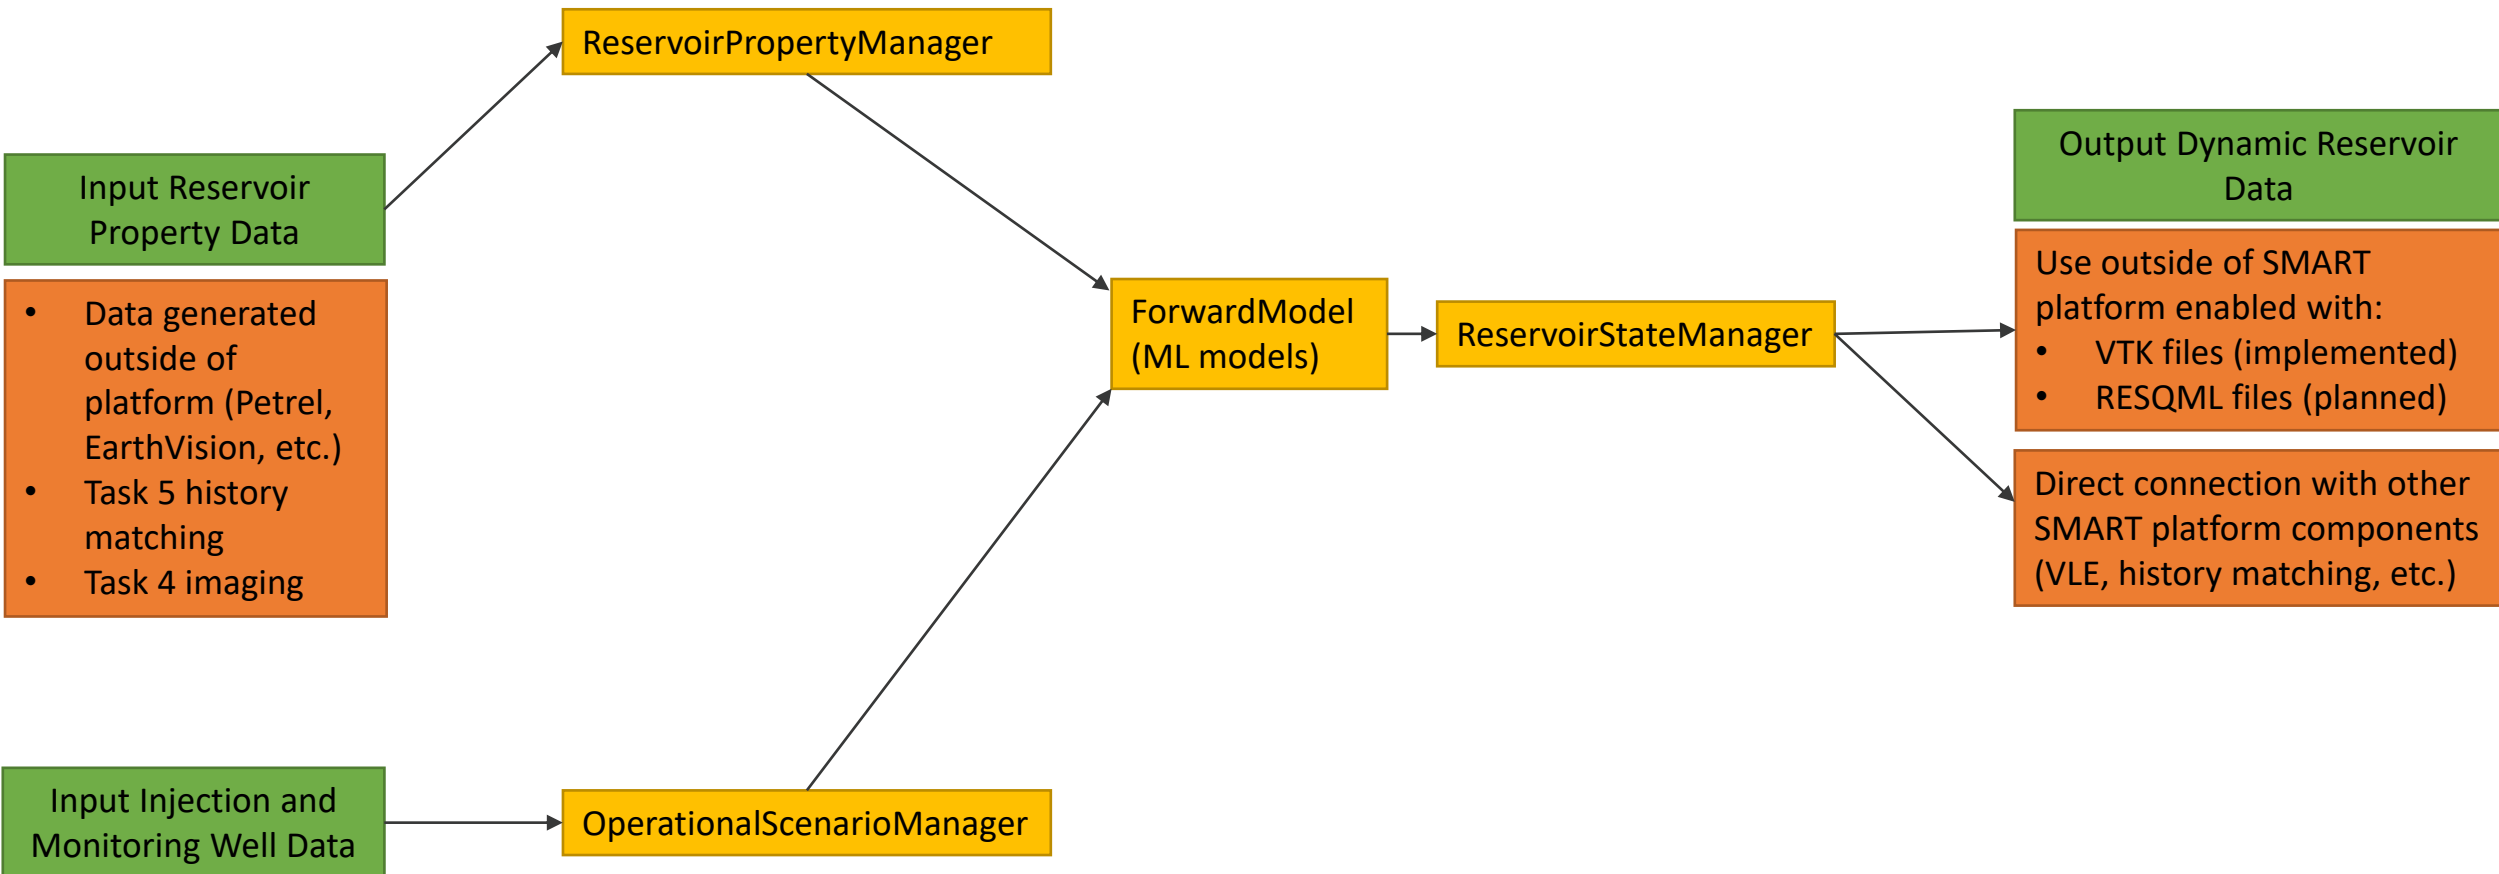 ReservoirPropertyManager
Input Reservoir
Property Data
• Data generated
outside of
platform (Petrel,
EarthVision, etc.)
• Task 5 history
matching
• Task 4 imaging
Input Injection and
Monitoring Well Data
OperationalScenarioManager
ForwardModel
(ML models)
ReservoirStateManager
Output Dynamic Reservoir
Data
Use outside of SMART
platform enabled with:
• VTK files (implemented)
• RESQML files (planned)
Direct connection with other
SMART platform components
(VLE, history matching, etc.)